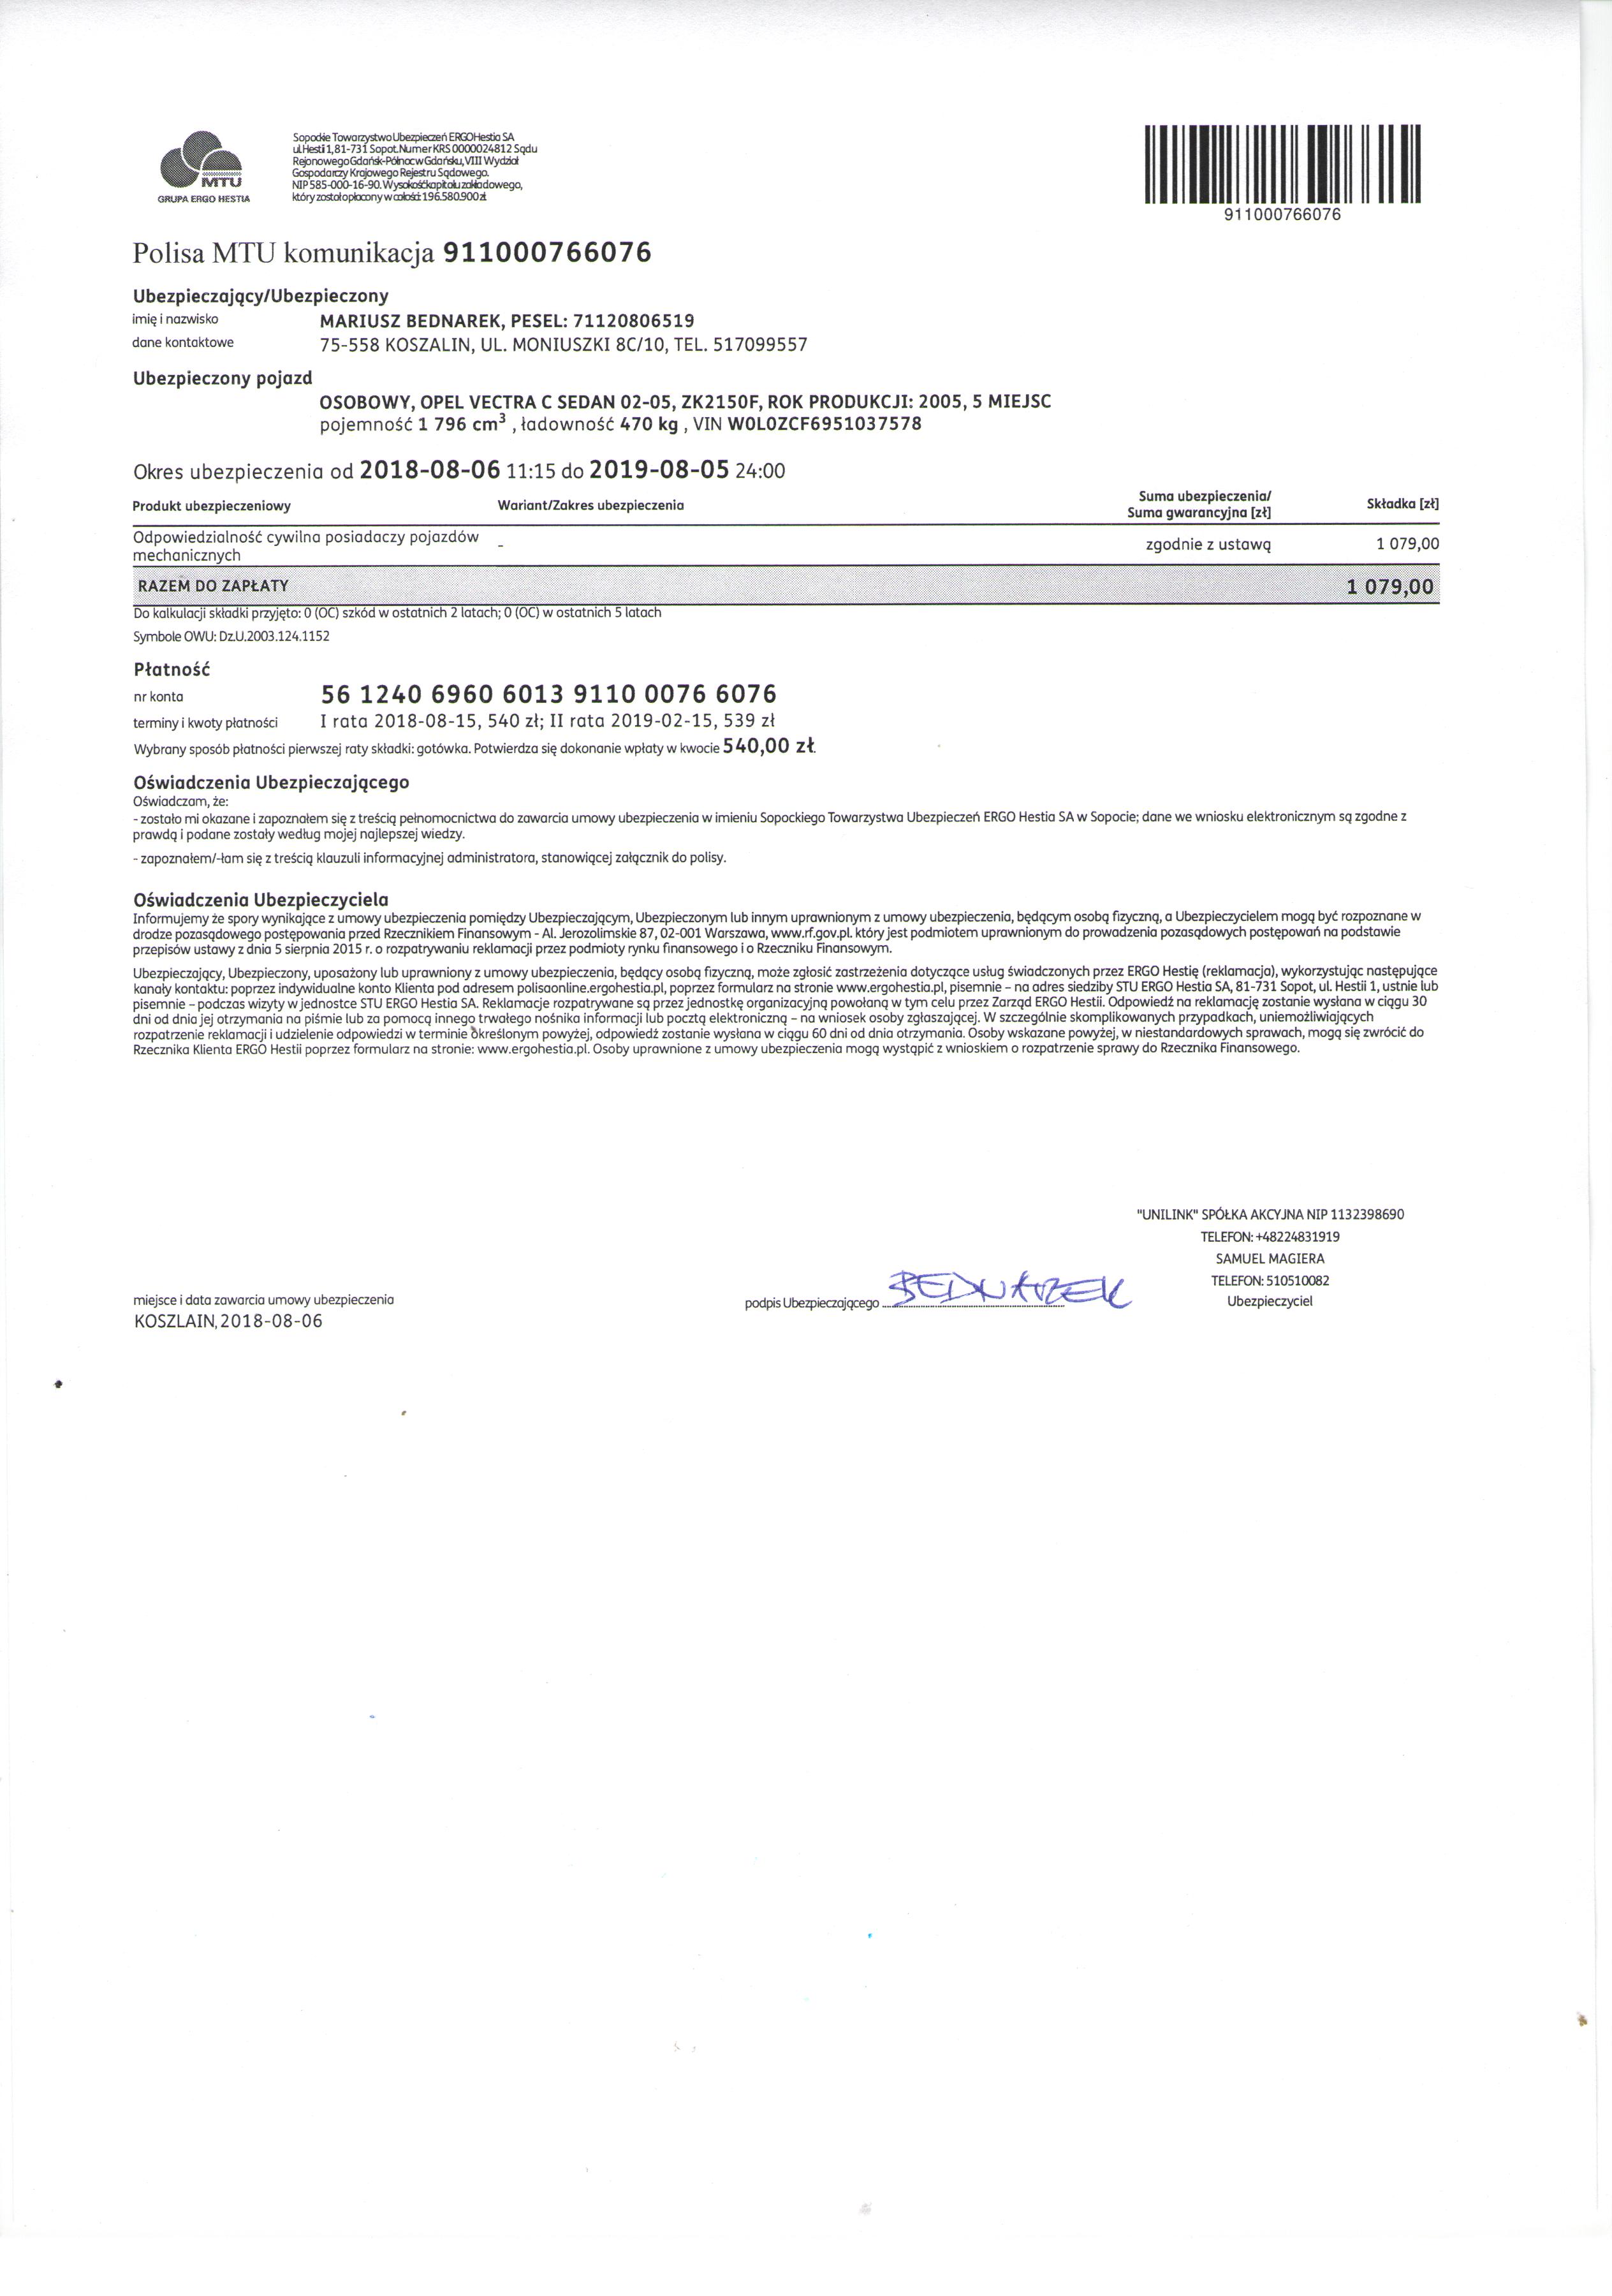 Sopockie Towarzystwo Ubezpieczeń ERGO Hestia SA
ul. Hestii 1, 81-731 Sopot. Numer KRS 0000024812 Sądu
Rejonowego Gdańsk-Północ w Gdańsku, VIII Wydział
Gospodarczy Krajowego Rejestru Sądowego.
NIP 585-000-16-90. Wysokość kapitału zakładowego,
który został opłacony w całości: 196.580.900 zł
MTU
GRUPA ERGO HESTIA
911000766076
Polisa MTU komunikacja 911000766076
Ubezpieczający/Ubezpieczony
imię i nazwisko MARIUSZ BEDNAREK, PESEL: 71120806519
dane kontaktowe 75-558 KOSZALIN, UL. MONIUSZKI 8C/10, TEL. 517099557
Ubezpieczony pojazd
OSOBOWY, OPEL VECTRA C SEDAN 02-05, ZK2150F, ROK PRODUKCJI: 2005, 5 MIEJSC
pojemność 1 796 cm³ , ładowność 470 kg , VIN W0L0ZCF6951037578
Okres ubezpieczenia od 2018-08-06 11:15 do 2019-08-05 24:00
Produkt ubezpieczeniowy Wariant/Zakres ubezpieczenia Suma ubezpieczenia/ Składka [zł]
Suma gwarancyjna [zł]
Odpowiedzialność cywilna posiadaczy pojazdów - zgodnie z ustawą 1 079,00
mechanicznych
RAZEM DO ZAPŁATY 1 079,00
Do kalkulacji składki przyjęto: 0 (OC) szkód w ostatnich 2 latach; 0 (OC) w ostatnich 5 latach
Symbole OWU: Dz.U.2003.124.1152
Płatność
nr konta 56 1240 6960 6013 9110 0076 6076
terminy i kwoty płatności I rata 2018-08-15, 540 zł; II rata 2019-02-15, 539 zł
Wybrany sposób płatności pierwszej raty składki: gotówka. Potwierdza się dokonanie wpłaty w kwocie 540,00 zł.
Oświadczenia Ubezpieczającego
Oświadczam, że:
- zostało mi okazane i zapoznałem się z treścią pełnomocnictwa do zawarcia umowy ubezpieczenia w imieniu Sopockiego Towarzystwa Ubezpieczeń ERGO Hestia SA w Sopocie; dane we wniosku elektronicznym są zgodne z
prawdą i podane zostały według mojej najlepszej wiedzy.
- zapoznałem/-łam się z treścią klauzuli informacyjnej administratora, stanowiącej załącznik do polisy.
Oświadczenia Ubezpieczyciela
Informujemy że spory wynikające z umowy ubezpieczenia pomiędzy Ubezpieczającym, Ubezpieczonym lub innym uprawnionym z umowy ubezpieczenia, będącym osobą fizyczną, a Ubezpieczycielem mogą być rozpoznane w
drodze pozasądowego postępowania przed Rzecznikiem Finansowym - Al. Jerozolimskie 87, 02-001 Warszawa, www.rf.gov.pl. który jest podmiotem uprawnionym do prowadzenia pozasądowych postępowań na podstawie
przepisów ustawy z dnia 5 sierpnia 2015 r. o rozpatrywaniu reklamacji przez podmioty rynku finansowego i o Rzeczniku Finansowym.
Ubezpieczający, Ubezpieczony, uposażony lub uprawniony z umowy ubezpieczenia, będący osobą fizyczną, może zgłosić zastrzeżenia dotyczące usług świadczonych przez ERGO Hestię (reklamacja), wykorzystując następujące
kanały kontaktu: poprzez indywidualne konto Klienta pod adresem polisaonline.ergohestia.pl, poprzez formularz na stronie www.ergohestia.pl, pisemnie – na adres siedziby STU ERGO Hestia SA, 81-731 Sopot, ul. Hestii 1, ustnie lub
pisemnie – podczas wizyty w jednostce STU ERGO Hestia SA. Reklamacje rozpatrywane są przez jednostkę organizacyjną powołaną w tym celu przez Zarząd ERGO Hestii. Odpowiedź na reklamację zostanie wysłana w ciągu 30
dni od dnia jej otrzymania na piśmie lub za pomocą innego trwałego nośnika informacji lub pocztą elektroniczną – na wniosek osoby zgłaszającej. W szczególnie skomplikowanych przypadkach, uniemożliwiających
rozpatrzenie reklamacji i udzielenie odpowiedzi w terminie określonym powyżej, odpowiedź zostanie wysłana w ciągu 60 dni od dnia otrzymania. Osoby wskazane powyżej, w niestandardowych sprawach, mogą się zwrócić do
Rzecznika Klienta ERGO Hestii poprzez formularz na stronie: www.ergohestia.pl. Osoby uprawnione z umowy ubezpieczenia mogą wystąpić z wnioskiem o rozpatrzenie sprawy do Rzecznika Finansowego.
"UNILINK" SPÓŁKA AKCYJNA NIP 1132398690
TELEFON: +48224831919
SAMUEL MAGIERA
TELEFON: 510510082
Ubezpieczyciel
podpis Ubezpieczającego BEDNAREK
miejsce i data zawarcia umowy ubezpieczenia
KOSZLAIN, 2018-08-06